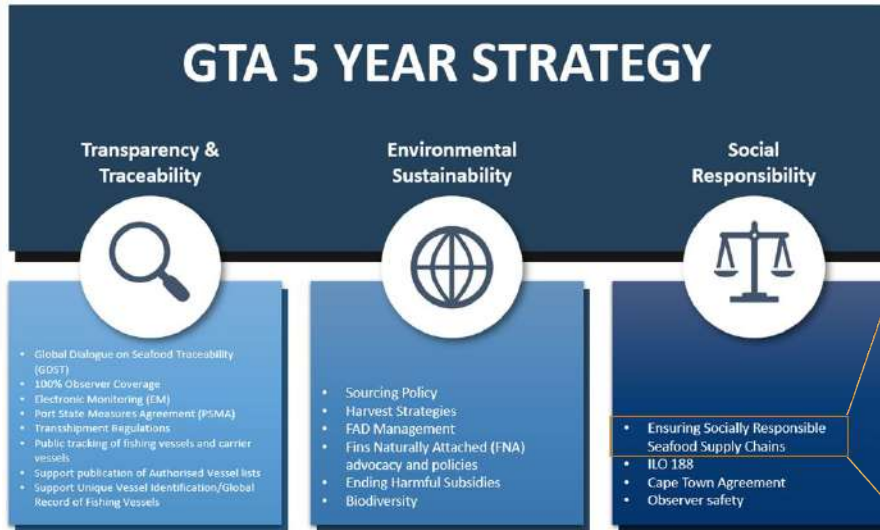 GTA 5 YEAR STRATEGY
Transparency &
Traceability
• Global Dialogue on Seafood Traceability
(GDST)
• 100% Observer Coverage
• Electronic Monitoring (EM)
• Port State Measures Agreement (PSMA)
• Transshipment Regulations
• Public tracking of fishing vessels and carrier
vessels
• Support publication of Authorised Vessel lists
• Support Unique Vessel Identification/Global
Record of Fishing Vessels
Environmental
Sustainability
• Sourcing Policy
• Harvest Strategies
• FAD Management
• Fins Naturally Attached (FNA)
advocacy and policies
• Ending Harmful Subsidies
• Biodiversity
Social
Responsibility
• Ensuring Socially Responsible
Seafood Supply Chains
• ILO 188
• Cape Town Agreement
• Observer safety